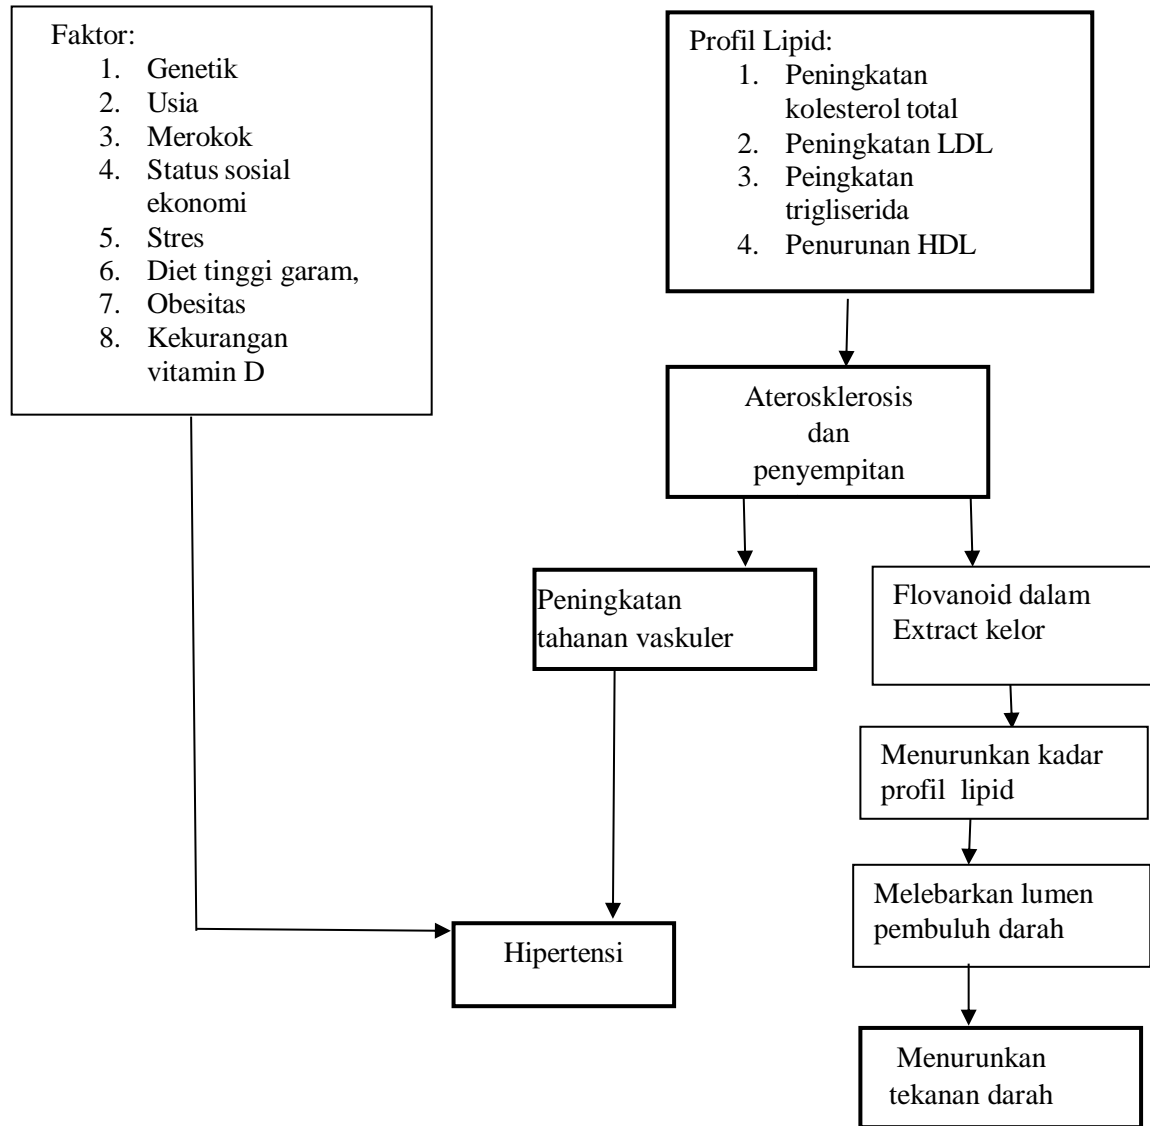 Faktor:
1. Genetik
2. Usia
3. Merokok
4. Status sosial
ekonomi
5. Stres
6. Diet tinggi garam,
7. Obesitas
8. Kekurangan
vitamin D
Profil Lipid:
1. Peningkatan
kolesterol total
2. Peningkatan LDL
3. Peingkatan
trigliserida
4. Penurunan HDL
Aterosklerosis
dan
penyempitan
Peningkatan
tahanan vaskuler
Flovanoid dalam
Extract kelor
Menurunkan kadar
profil lipid
Melebarkan lumen
pembuluh darah
Hipertensi
Menurunkan
tekanan darah